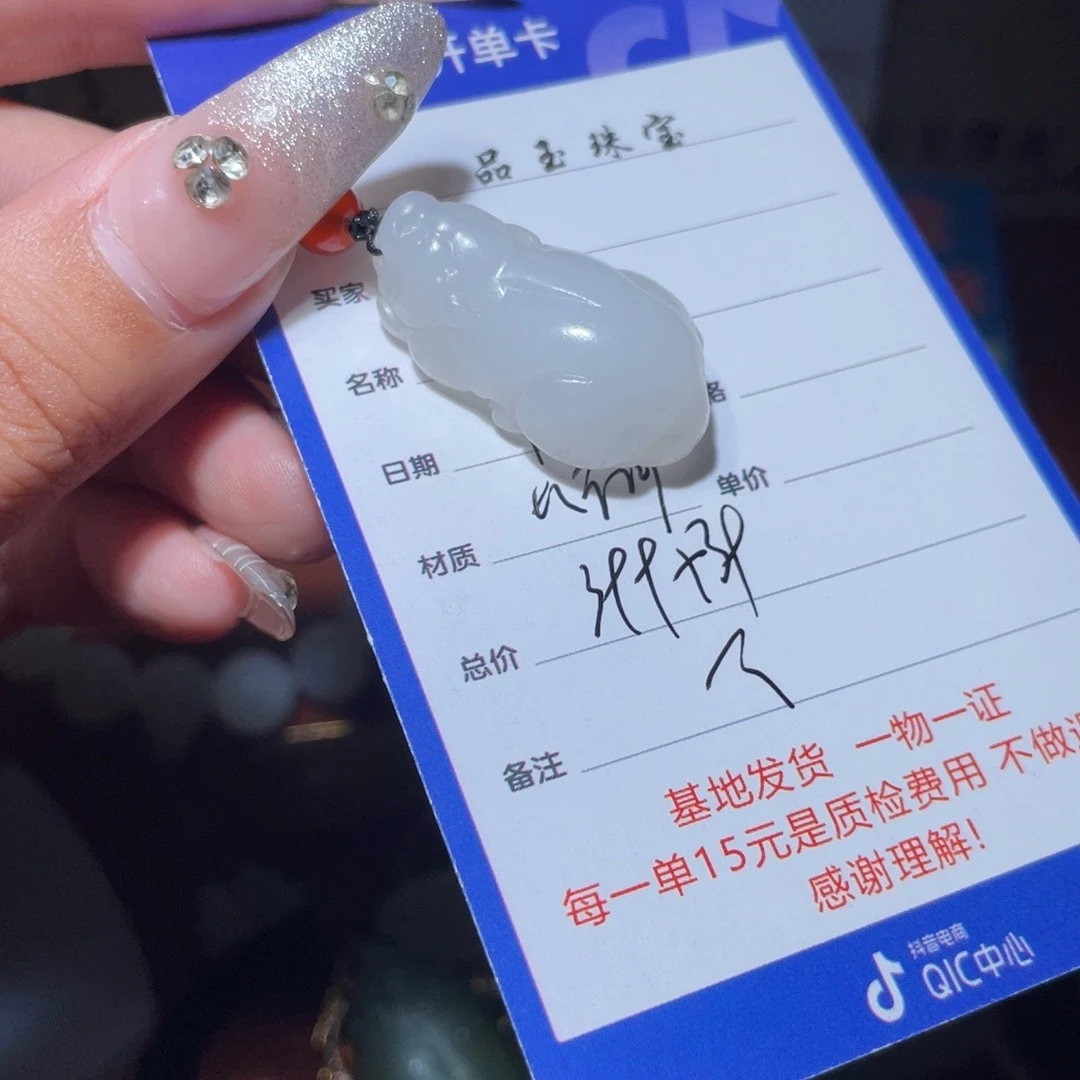 单卡
品玉珠宝
买家
名称
格
日期
单价
材质
总价
备注
基地发货 一物一证
每一单15元是质检费用 不做
感谢理解!
抖音电商
QIC中心